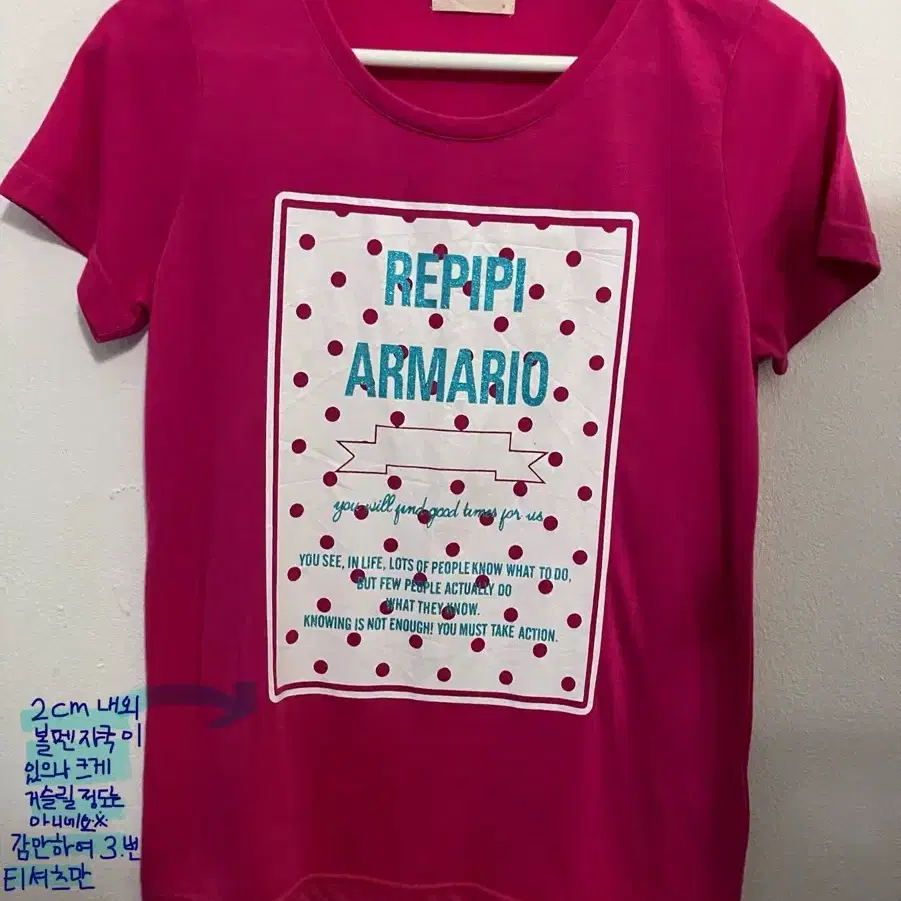 REPIPI
ARMARIO
you will find good times for us
YOU SEE, IN LIFE, LOTS OF PEOPLE KNOW WHAT TO DO,
BUT FEW PEOPLE ACTUALLY DO
WHAT THEY KNOW.
KNOWING IS NOT ENOUGH! YOU MUST TAKE ACTION.
2cm 내외
볼멘자국이
있으나 크게
거슬릴정도는
아니네요※
감안하여 3.번
티셔츠만